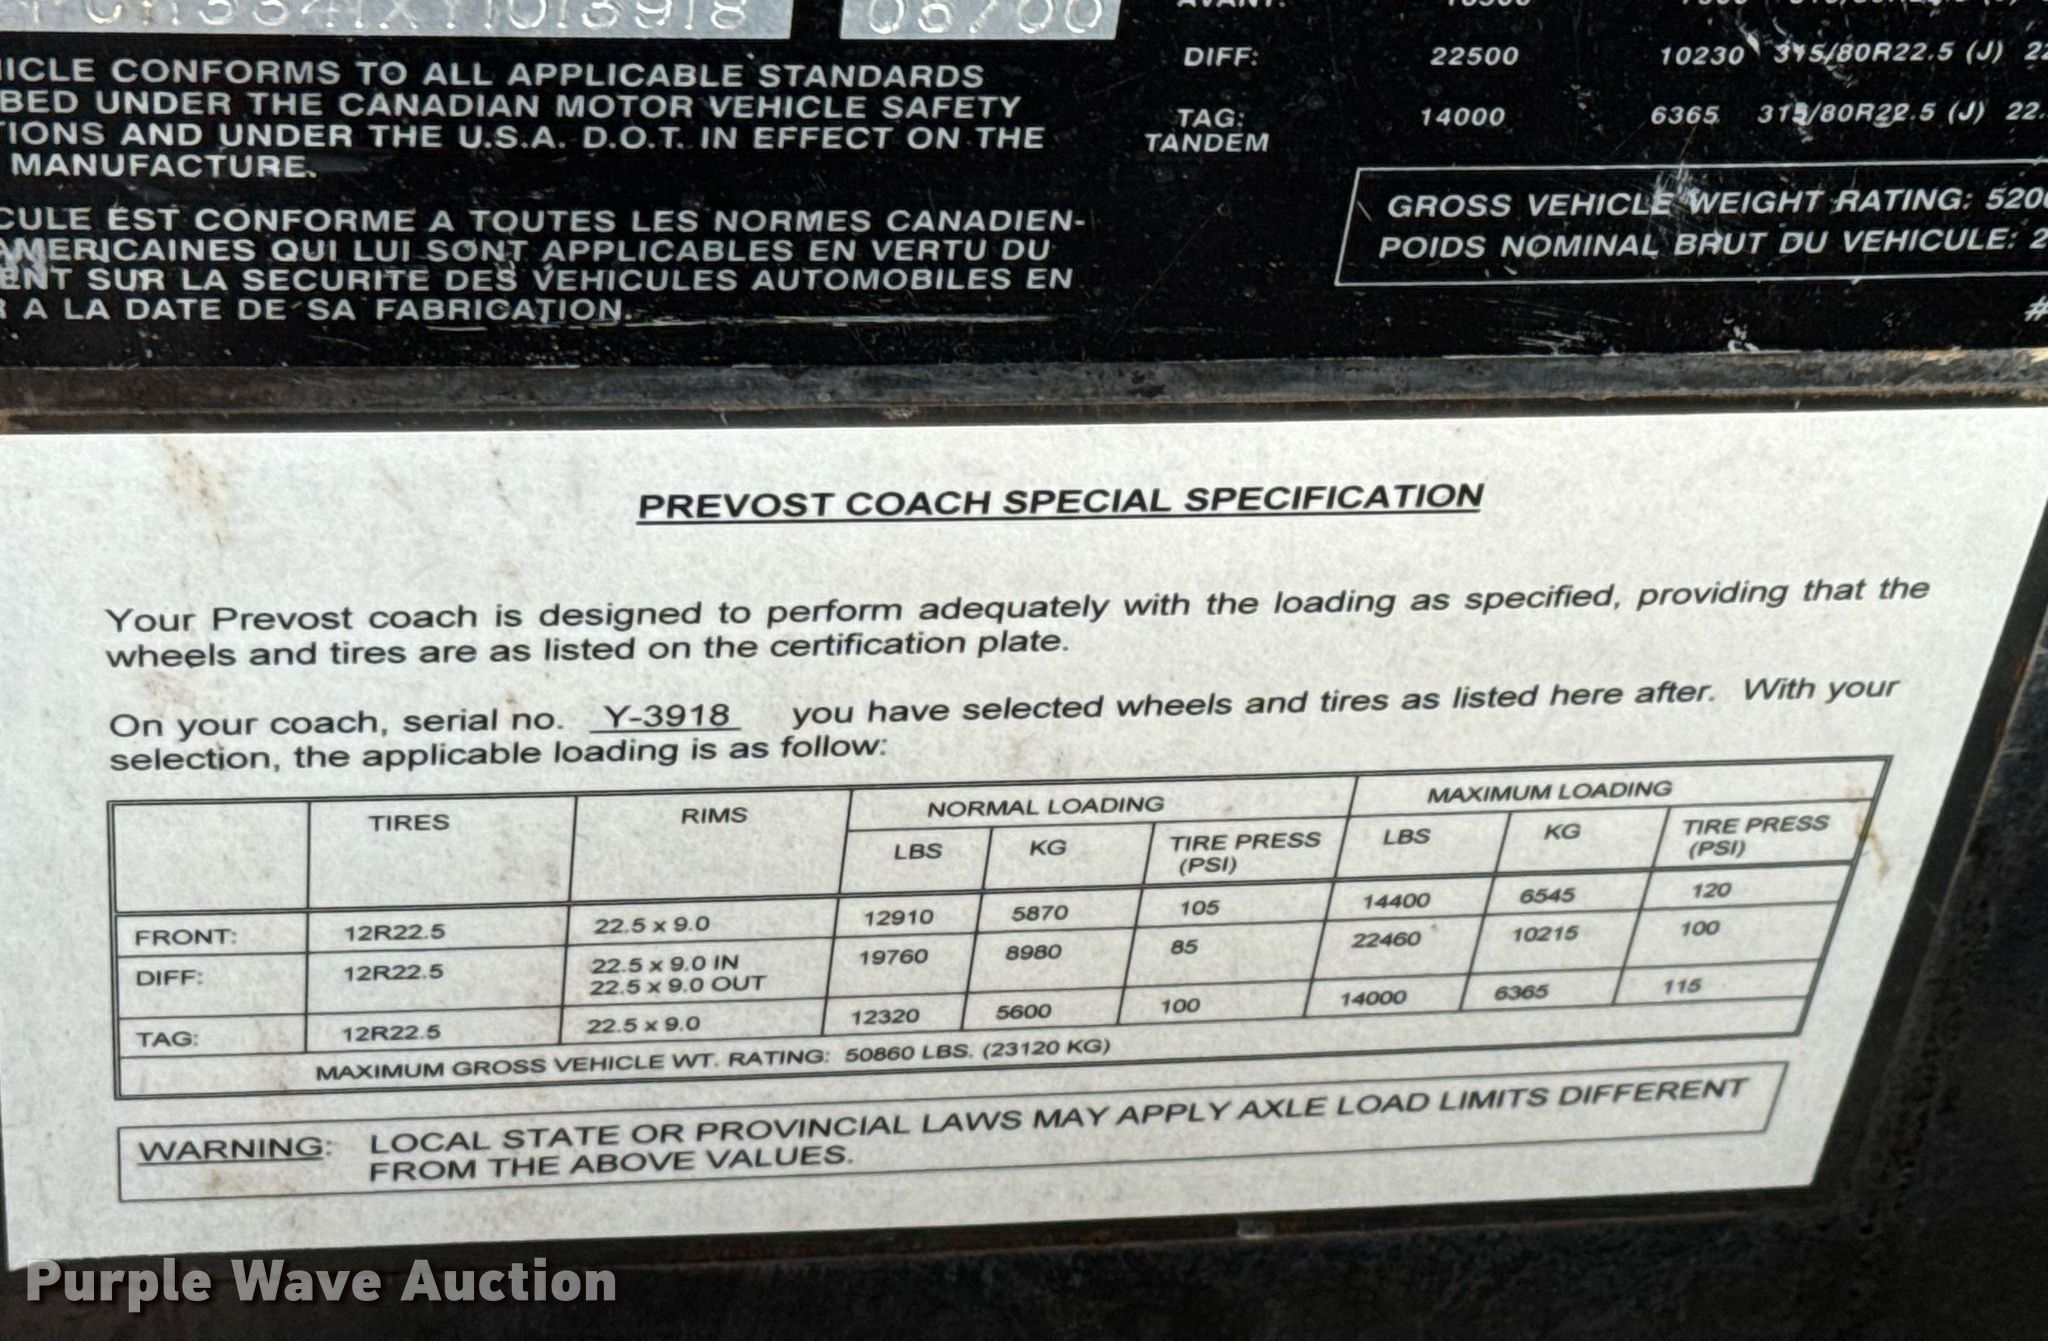 06/00
DIFF: 22500 10230 315/80R22.5 (J)
TAG: 14000 6365 315/80R22.5 (J)
TANDEM
CONFORMS TO ALL APPLICABLE STANDARDS
UNDER THE CANADIAN MOTOR VEHICLE SAFETY
AND UNDER THE U.S.A. D.O.T. IN EFFECT ON THE
MANUFACTURE.
EST CONFORME A TOUTES LES NORMES CANADIEN-
QUI LUI SONT APPLICABLES EN VERTU DU
SUR LA SECURITE DES VEHICULES AUTOMOBILES EN
A LA DATE DE SA FABRICATION.
GROSS VEHICLE WEIGHT RATING:
POIDS NOMINAL BRUT DU VEHICULE:
#
PREVOST COACH SPECIAL SPECIFICATION
Your Prevost coach is designed to perform adequately with the loading as specified, providing that the
wheels and tires are as listed on the certification plate.
On your coach, serial no. Y-3918 you have selected wheels and tires as listed here after. With your
selection, the applicable loading is as follow:
TIRES RIMS NORMAL LOADING MAXIMUM LOADING
LBS KG TIRE PRESS (PSI) LBS KG TIRE PRESS (PSI)
FRONT: 12R22.5 22.5 x 9.0 12910 5870 105 14400 6545 120
DIFF: 12R22.5 22.5 x 9.0 IN 19760 8980 85 22460 10215 100
22.5 x 9.0 OUT
TAG: 12R22.5 22.5 x 9.0 12320 5600 100 14000 6365 115
MAXIMUM GROSS VEHICLE WT. RATING: 50860 LBS. (23120 KG)
WARNING: LOCAL STATE OR PROVINCIAL LAWS MAY APPLY AXLE LOAD LIMITS DIFFERENT
FROM THE ABOVE VALUES.
Purple Wave Auction